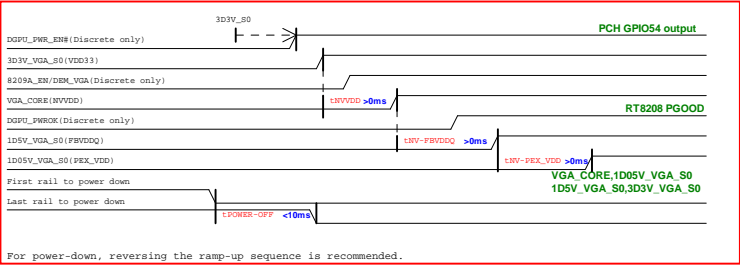 3D3V_S0
PCH GPIO54 output
DGPU_PWR_EN#(Discrete only)
3D3V_VGA_S0(VDD33)
8209A_EN/DEM_VGA(Discrete only)
VGA_CORE(NVVDD)
tNVVDD >0ms
RT8208 PGOOD
DGPU_PWROK(Discrete only)
1D5V_VGA_S0(FBVDDQ)
tNV-FBVDDQ >0ms
1D05V_VGA_S0(PEX_VDD)
tNV-PEX_VDD >0ms
VGA_CORE,1D05V_VGA_S0
1D5V_VGA_S0,3D3V_VGA_S0
First rail to power down
Last rail to power down
tPOWER-OFF <10ms
For power-down, reversing the ramp-up sequence is recommended.